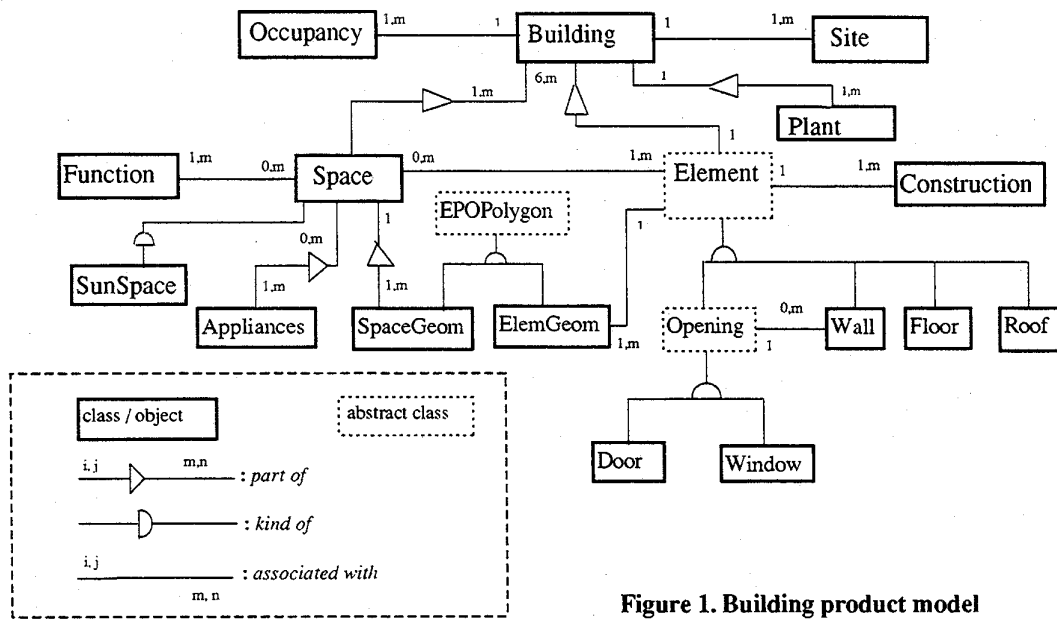 Occupancy 1,m 1 Building 1 1,m Site
1,m 6,m 1 1,m
Plant
1
Function 1,m 0,m Space 0,m 1,m Element 1 1,m Construction
EPOPolygon
1 1
0,m
SunSpace
1,m 1,m
Appliances SpaceGeom ElemGeom 1,m Opening 0,m 1 Wall Floor Roof
Door Window
class / object abstract class
i, j m,n : part of
: kind of
i, j : associated with
m, n
Figure 1. Building product model